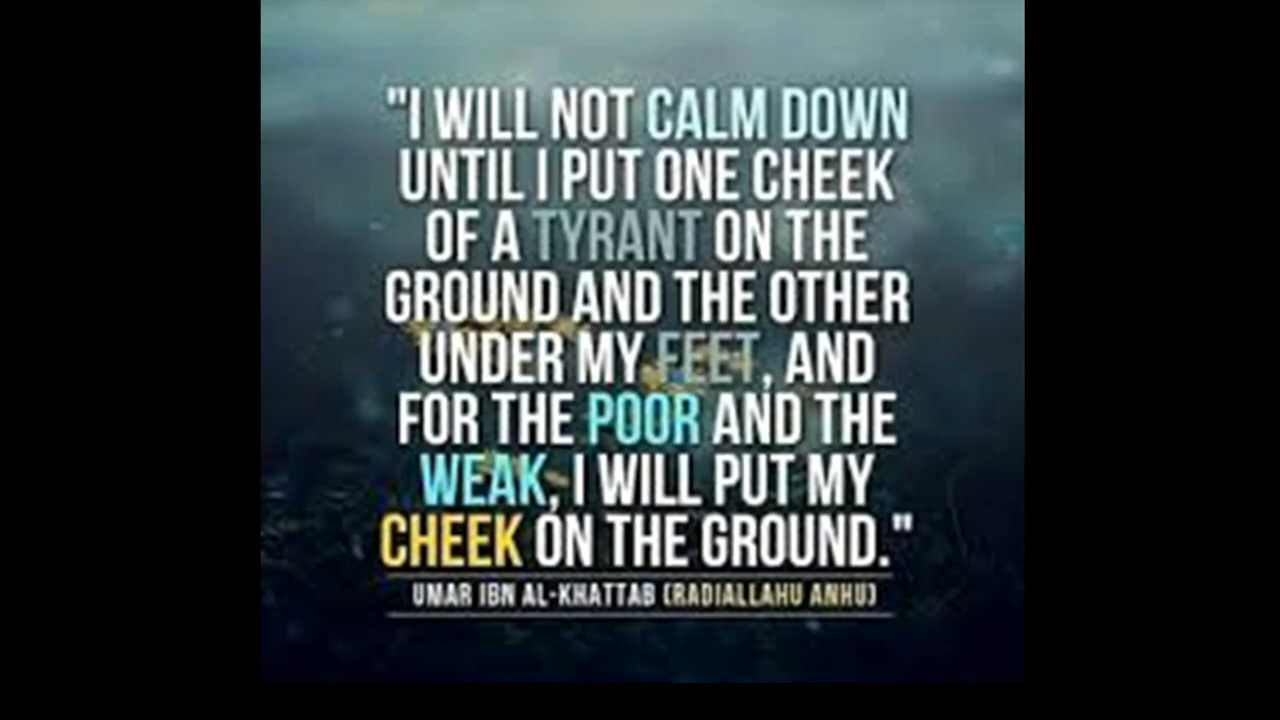 "I WILL NOT CALM DOWN
UNTIL I PUT ONE CHEEK
OF A TYRANT ON THE
GROUND AND THE OTHER
UNDER MY FEET, AND
FOR THE POOR AND THE
WEAK, I WILL PUT MY
CHEEK ON THE GROUND."
UMAR IBN AL-KHATTAB (RADIALLAHU ANHU)